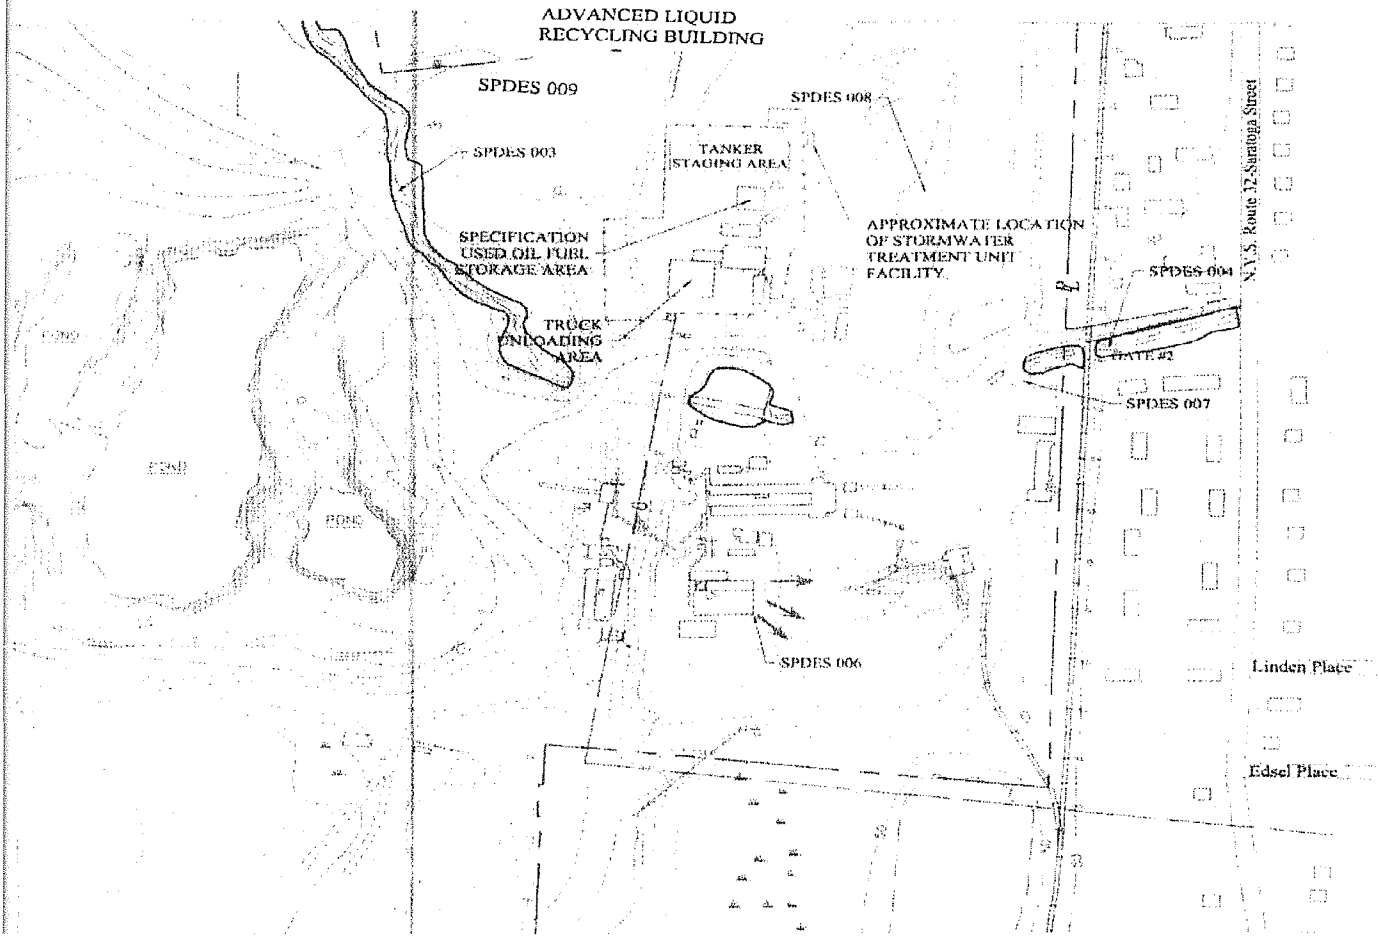 ADVANCED LIQUID
RECYCLING BUILDING
SPDES 009
SPDES 008
SPDES 003
TANKER
STAGING AREA
N.Y.S. Route 32-Saratoga Street
SPECIFICATION
USED OIL FUEL
STORAGE AREA
APPROXIMATE LOCATION
OF STORMWATER
TREATMENT UNIT
FACILITY
SPDES 004
TRUCK
UNLOADING
AREA
GATE #2
SPDES 007
POND
SPDES 006
Linden Place
Edsel Place